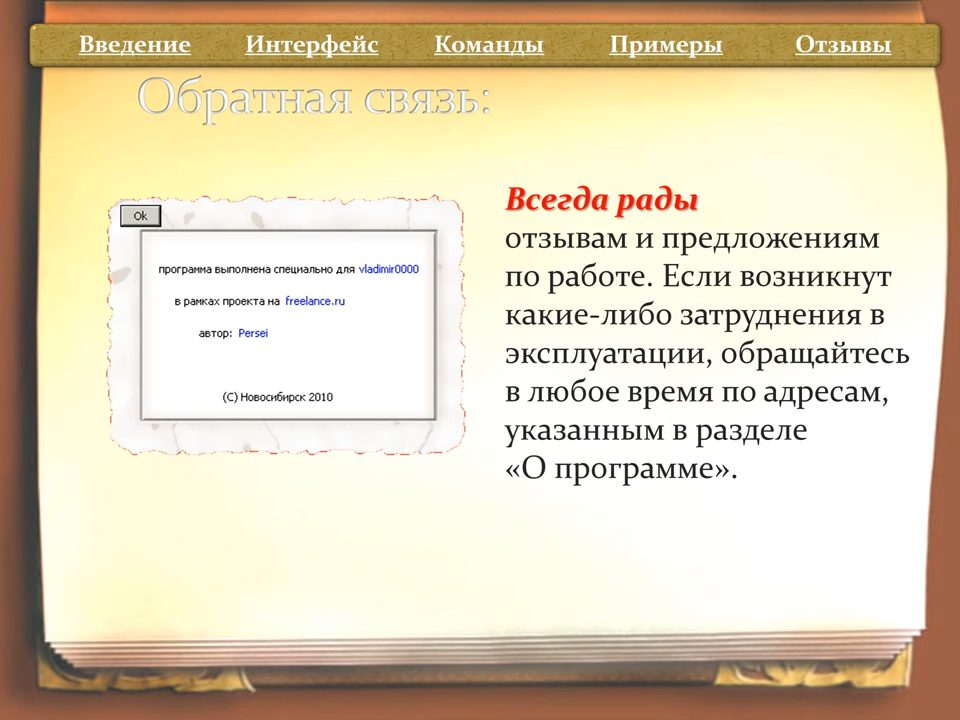 Введение Интерфейс Команды Примеры Отзывы
Обратная связь:
Ok
программа выполнена специально для vladimir0000
в рамках проекта на freelance.ru
автор: Persei
(C) Новосибирск 2010
Всегда рады
отзывам и предложениям
по работе. Если возникнут
какие-либо затруднения в
эксплуатации, обращайтесь
в любое время по адресам,
указанным в разделе
«О программе».